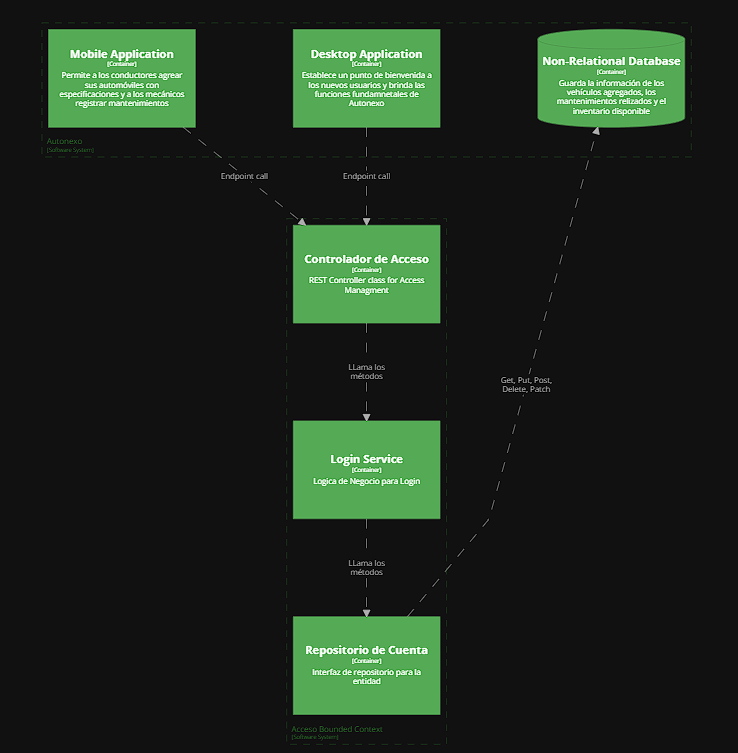 Mobile Application
[Container]
Permite a los conductores agrear
sus automóviles con
especificaciones y a los mecánicos
registrar mantenimientos
Desktop Application
[Container]
Establece un punto de bienvenida a
los nuevos usuarios y brinda las
funciones fundamnetales de
Autonexo
Non-Relational Database
[Container]
Guarda la información de los
vehículos agregados, los
mantenimientos relizados y el
inventario disponible
Autonexo
[Software System]
Endpoint call
Endpoint call
Controlador de Acceso
[Container]
REST Controller class for Access
Managment
LLama los
métodos
Get, Put, Post,
Delete, Patch
Login Service
[Container]
Logica de Negocio para Login
LLama los
métodos
Repositorio de Cuenta
[Container]
Interfaz de repositorio para la
entidad
Acceso Bounded Context
[Software System]